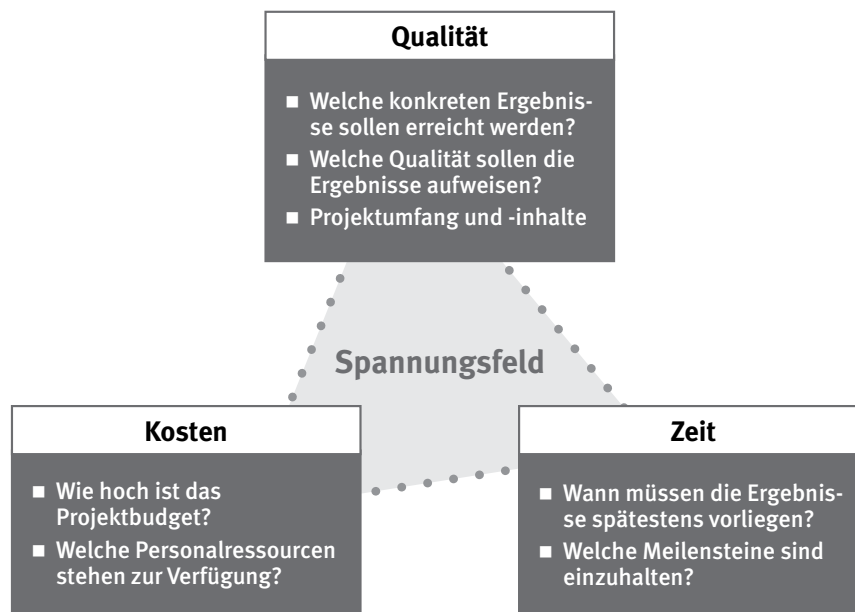 Qualität
■ Welche konkreten Ergebnis-
se sollen erreicht werden?
■ Welche Qualität sollen die
Ergebnisse aufweisen?
■ Projektumfang und -inhalte
Spannungsfeld
Kosten
■ Wie hoch ist das
Projektbudget?
■ Welche Personalressourcen
stehen zur Verfügung?
Zeit
■ Wann müssen die Ergebnis-
se spätestens vorliegen?
■ Welche Meilensteine sind
einzuhalten?